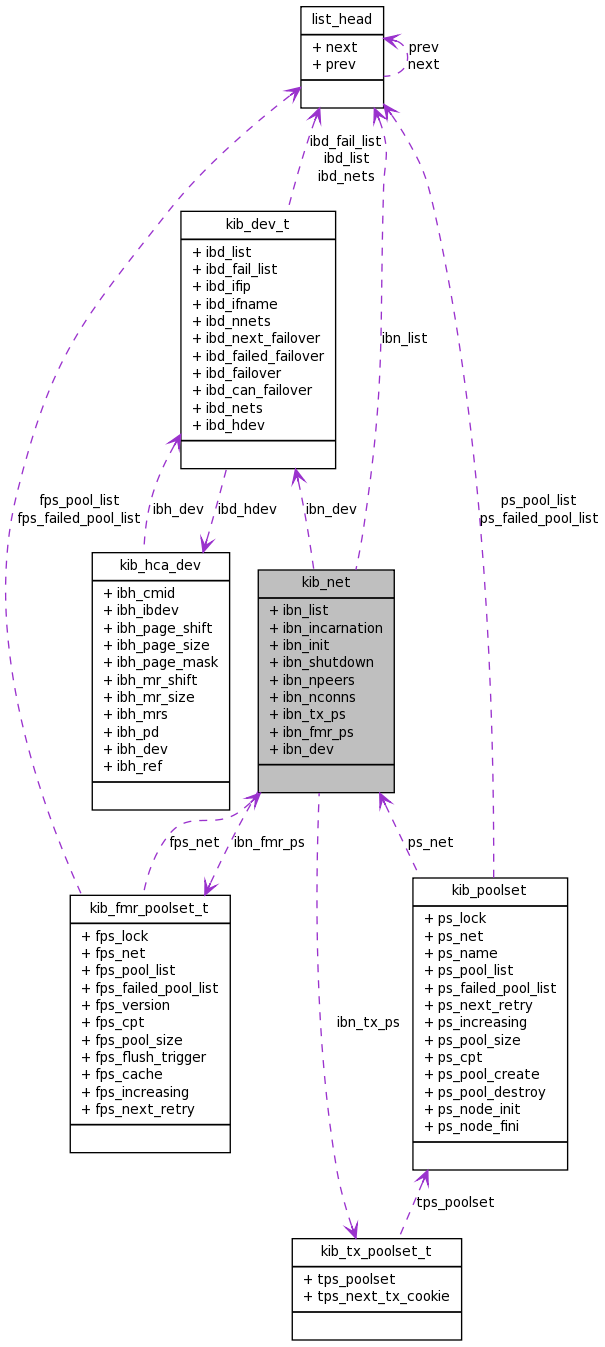 list_head
+ next
+ prev
prev
next
ibd_fail_list
ibd_list
ibd_nets
kib_dev_t
+ ibd_list
+ ibd_fail_list
+ ibd_ifip
+ ibd_ifname
+ ibd_nnets
+ ibd_next_failover
+ ibd_failed_failover
+ ibd_failover
+ ibd_can_failover
+ ibd_nets
+ ibd_hdev
ibn_list
fps_pool_list
fps_failed_pool_list
ibh_dev
ibd_hdev
ibn_dev
ps_pool_list
ps_failed_pool_list
kib_hca_dev
+ ibh_cmid
+ ibh_ibdev
+ ibh_page_shift
+ ibh_page_size
+ ibh_page_mask
+ ibh_mr_shift
+ ibh_mr_size
+ ibh_mrs
+ ibh_pd
+ ibh_dev
+ ibh_ref
kib_net
+ ibn_list
+ ibn_incarnation
+ ibn_init
+ ibn_shutdown
+ ibn_npeers
+ ibn_nconns
+ ibn_tx_ps
+ ibn_fmr_ps
+ ibn_dev
fps_net
ibn_fmr_ps
ps_net
kib_fmr_poolset_t
+ fps_lock
+ fps_net
+ fps_pool_list
+ fps_failed_pool_list
+ fps_version
+ fps_cpt
+ fps_pool_size
+ fps_flush_trigger
+ fps_cache
+ fps_increasing
+ fps_next_retry
ibn_tx_ps
kib_poolset
+ ps_lock
+ ps_net
+ ps_name
+ ps_pool_list
+ ps_failed_pool_list
+ ps_next_retry
+ ps_increasing
+ ps_pool_size
+ ps_cpt
+ ps_pool_create
+ ps_pool_destroy
+ ps_node_init
+ ps_node_fini
tps_poolset
kib_tx_poolset_t
+ tps_poolset
+ tps_next_tx_cookie